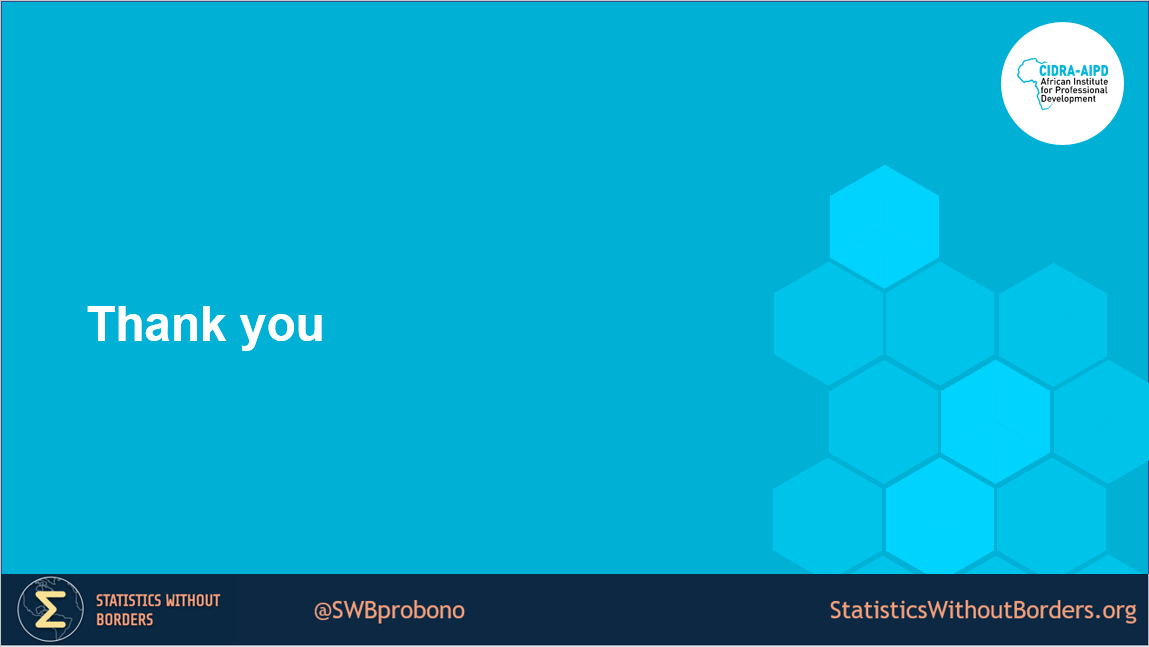 CIDRA-AIPD
African Institute
for Professional
Development
Thank you
STATISTICS WITHOUT
BORDERS
@SWBprobono
StatisticsWithoutBorders.org